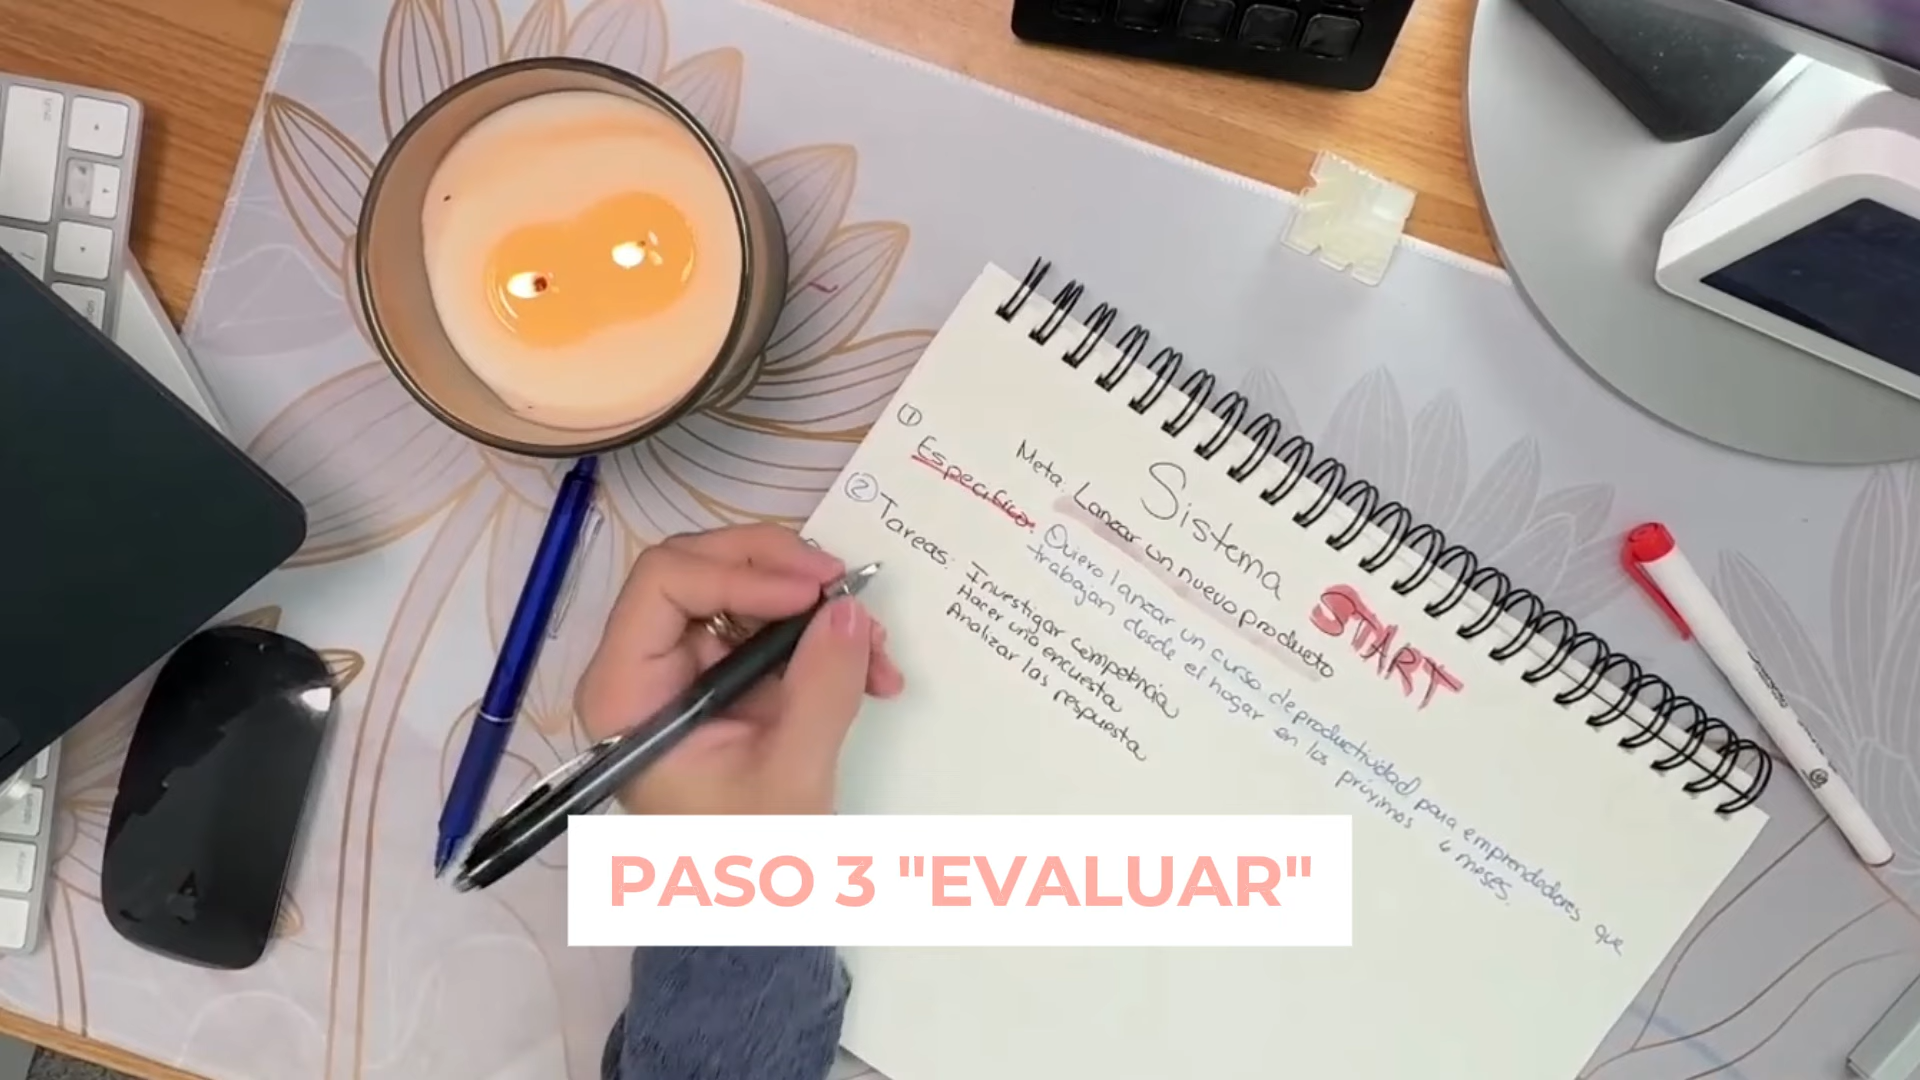 Sistema START
Meta: Lanzar un nuevo producto
① Especifico: Quiero lanzar un curso de productividad para emprendedores que
trabajan desde el hogar en los próximos 6 meses.
② Tareas: Investigar competencia
Hacer una encuesta
Analizar las respuesta
PASO 3 "EVALUAR"